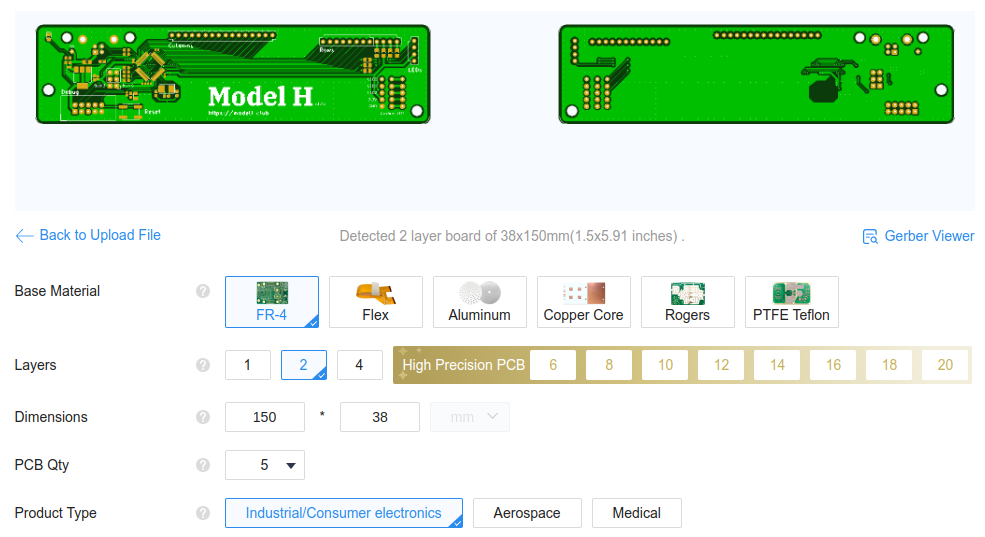 Columns
Rows
LEDs
Debug
Model H
Reset
https://modelh.club
Back to Upload File
Detected 2 layer board of 38x150mm(1.5x5.91 inches) .
Gerber Viewer
Base Material ?
FR-4 Flex Aluminum Copper Core Rogers PTFE Teflon
Layers ? 1 2 4 High Precision PCB 6 8 10 12 14 16 18 20
Dimensions ? 150 * 38 mm
PCB Qty ? 5
Product Type ? Industrial/Consumer electronics Aerospace Medical